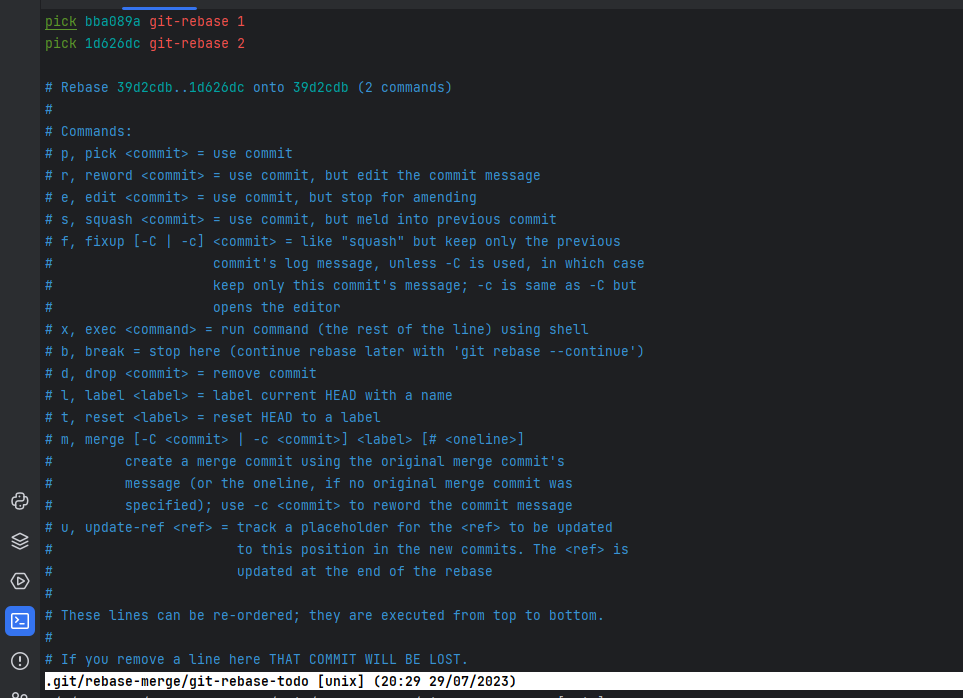 pick bba089a git-rebase 1
pick 1d626dc git-rebase 2
# Rebase 39d2cdb..1d626dc onto 39d2cdb (2 commands)
#
# Commands:
# p, pick <commit> = use commit
# r, reword <commit> = use commit, but edit the commit message
# e, edit <commit> = use commit, but stop for amending
# s, squash <commit> = use commit, but meld into previous commit
# f, fixup [-C | -c] <commit> = like "squash" but keep only the previous
#                    commit's log message, unless -C is used, in which case
#                    keep only this commit's message; -c is same as -C but
#                    opens the editor
# x, exec <command> = run command (the rest of the line) using shell
# b, break = stop here (continue rebase later with 'git rebase --continue')
# d, drop <commit> = remove commit
# l, label <label> = label current HEAD with a name
# t, reset <label> = reset HEAD to a label
# m, merge [-C <commit> | -c <commit>] <label> [# <oneline>]
#         create a merge commit using the original merge commit's
#         message (or the oneline, if no original merge commit was
#         specified); use -c <commit> to reword the commit message
# u, update-ref <ref> = track a placeholder for the <ref> to be updated
#                       to this position in the new commits. The <ref> is
#                       updated at the end of the rebase
#
# These lines can be re-ordered; they are executed from top to bottom.
#
# If you remove a line here THAT COMMIT WILL BE LOST.
.git/rebase-merge/git-rebase-todo [unix] (20:29 29/07/2023)